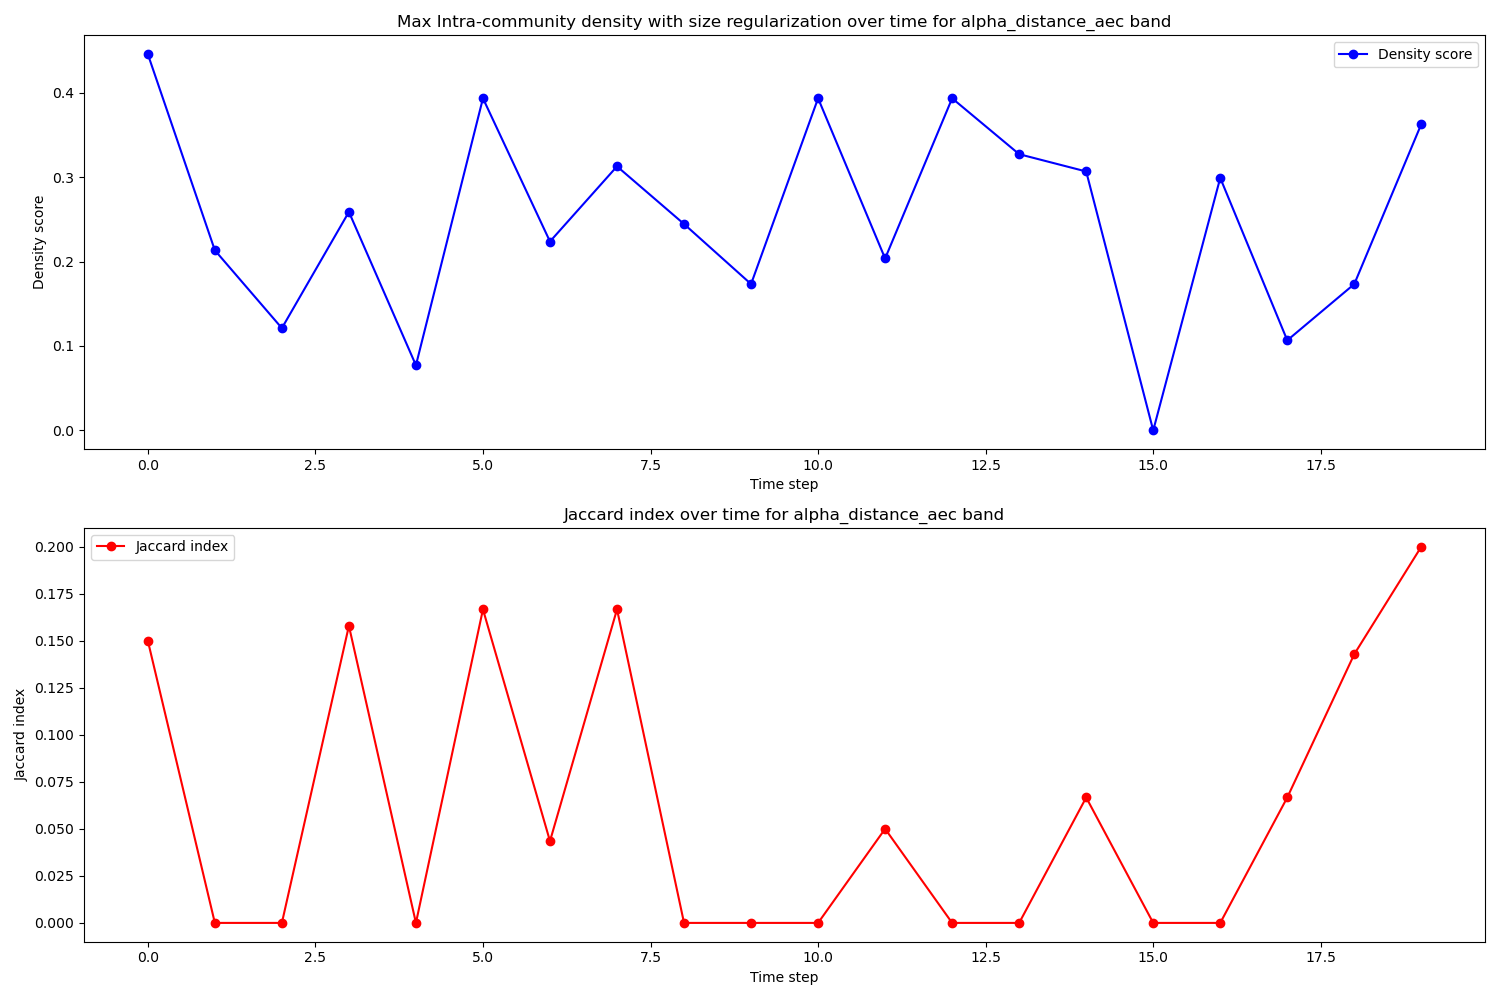 Max Intra-community density with size regularization over time for alpha_distance_aec band
Density score
Density score
0.4
0.3
0.2
0.1
0.0
0.0 2.5 5.0 7.5 10.0 12.5 15.0 17.5
Time step
Jaccard index over time for alpha_distance_aec band
Jaccard index
Jaccard index
0.200
0.175
0.150
0.125
0.100
0.075
0.050
0.025
0.000
0.0 2.5 5.0 7.5 10.0 12.5 15.0 17.5
Time step